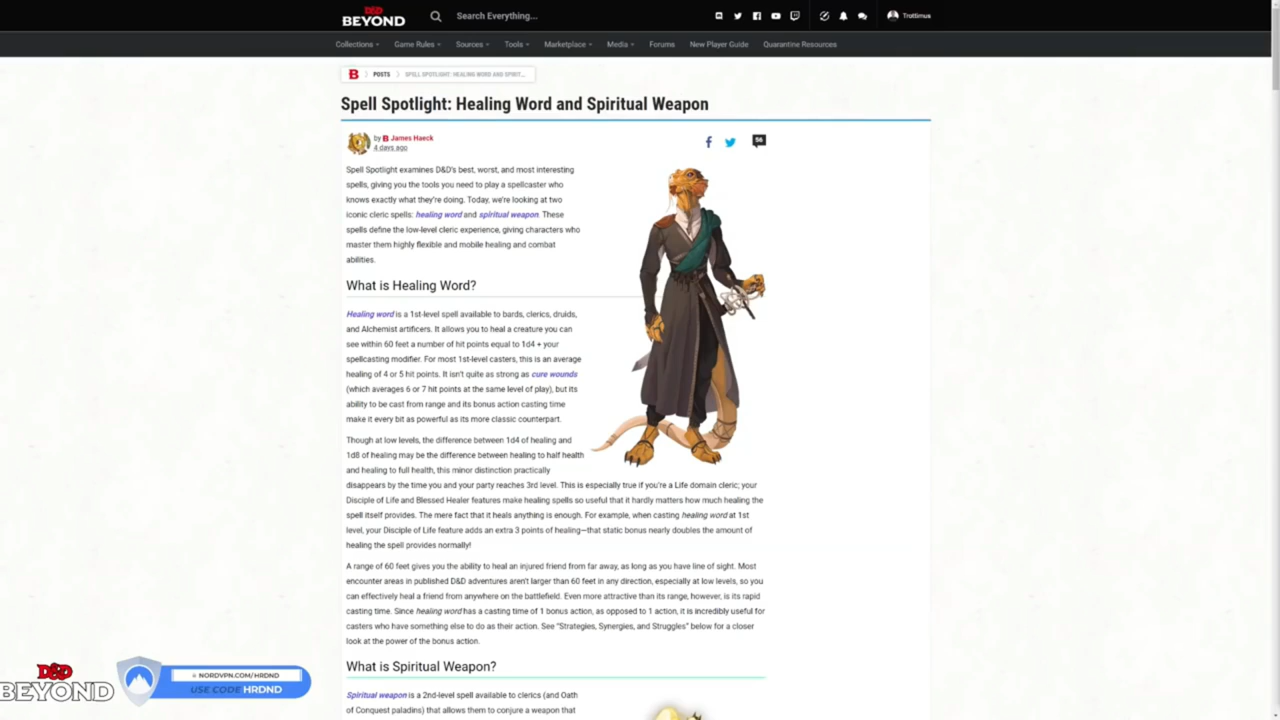 D&D
BEYOND
Search Everything...
Trottimus
Collections
Game Rules
Sources
Tools
Marketplace
Media
Forums
New Player Guide
Quarantine Resources
B
POSTS
SPELL SPOTLIGHT: HEALING WORD AND SPIRIT...
Spell Spotlight: Healing Word and Spiritual Weapon
by B James Haeck
4 days ago
56
Spell Spotlight examines D&D's best, worst, and most interesting
spells, giving you the tools you need to play a spellcaster who
knows exactly what they're doing. Today, we're looking at two
iconic cleric spells: healing word and spiritual weapon. These
spells define the low-level cleric experience, giving characters who
master them highly flexible and mobile healing and combat
abilities.
What is Healing Word?
Healing word is a 1st-level spell available to bards, clerics, druids,
and Alchemist artificers. It allows you to heal a creature you can
see within 60 feet a number of hit points equal to 1d4 + your
spellcasting modifier. For most 1st-level casters, this is an average
healing of 4 or 5 hit points. It isn't quite as strong as cure wounds
(which averages 6 or 7 hit points at the same level of play), but its
ability to be cast from range and its bonus action casting time
make it every bit as powerful as its more classic counterpart.
Though at low levels, the difference between 1d4 of healing and
1d8 of healing may be the difference between healing to half health
and healing to full health, this minor distinction practically
disappears by the time you and your party reaches 3rd level. This is especially true if you're a Life domain cleric; your
Disciple of Life and Blessed Healer features make healing spells so useful that it hardly matters how much healing the
spell itself provides. The mere fact that it heals anything is enough. For example, when casting healing word at 1st
level, your Disciple of Life feature adds an extra 3 points of healing—that static bonus nearly doubles the amount of
healing the spell provides normally!
A range of 60 feet gives you the ability to heal an injured friend from far away, as long as you have line of sight. Most
encounter areas in published D&D adventures aren't larger than 60 feet in any direction, especially at low levels, so you
can effectively heal a friend from anywhere on the battlefield. Even more attractive than its range, however, is its rapid
casting time. Since healing word has a casting time of 1 bonus action, as opposed to 1 action, it is incredibly useful for
casters who have something else to do as their action. See "Strategies, Synergies, and Struggles" below for a closer
look at the power of the bonus action.
What is Spiritual Weapon?
Spiritual weapon is a 2nd-level spell available to clerics (and Oath
of Conquest paladins) that allows them to conjure a weapon that
D&D
BEYOND
NORDVPN.COM/HRDND
USE CODE HRDND